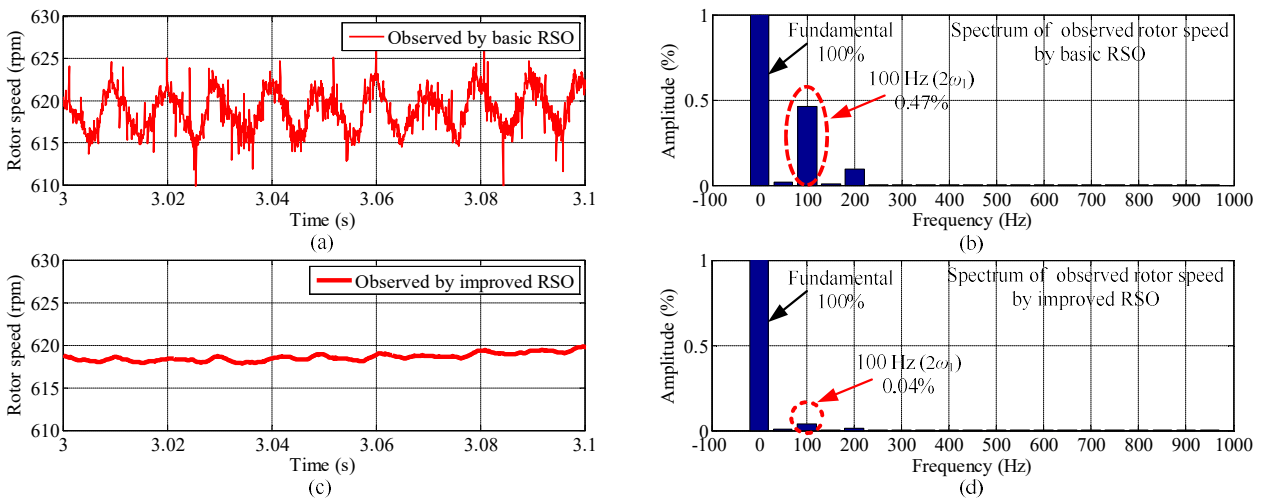 630
625
620
615
610
Rotor speed (rpm)
Observed by basic RSO
3
3.02
3.04
3.06
3.08
3.1
Time (s)
(a)
1
0.5
0
Amplitude (%)
Fundamental
100%
Spectrum of observed rotor speed
by basic RSO
100 Hz (2ω1)
0.47%
-100
0
100
200
300
400
500
600
700
800
900
1000
Frequency (Hz)
(b)
630
625
620
615
610
Rotor speed (rpm)
Observed by improved RSO
3
3.02
3.04
3.06
3.08
3.1
Time (s)
(c)
1
0.5
0
Amplitude (%)
Fundamental
100%
Spectrum of observed rotor speed
by improved RSO
100 Hz (2ω1)
0.04%
-100
0
100
200
300
400
500
600
700
800
900
1000
Frequency (Hz)
(d)